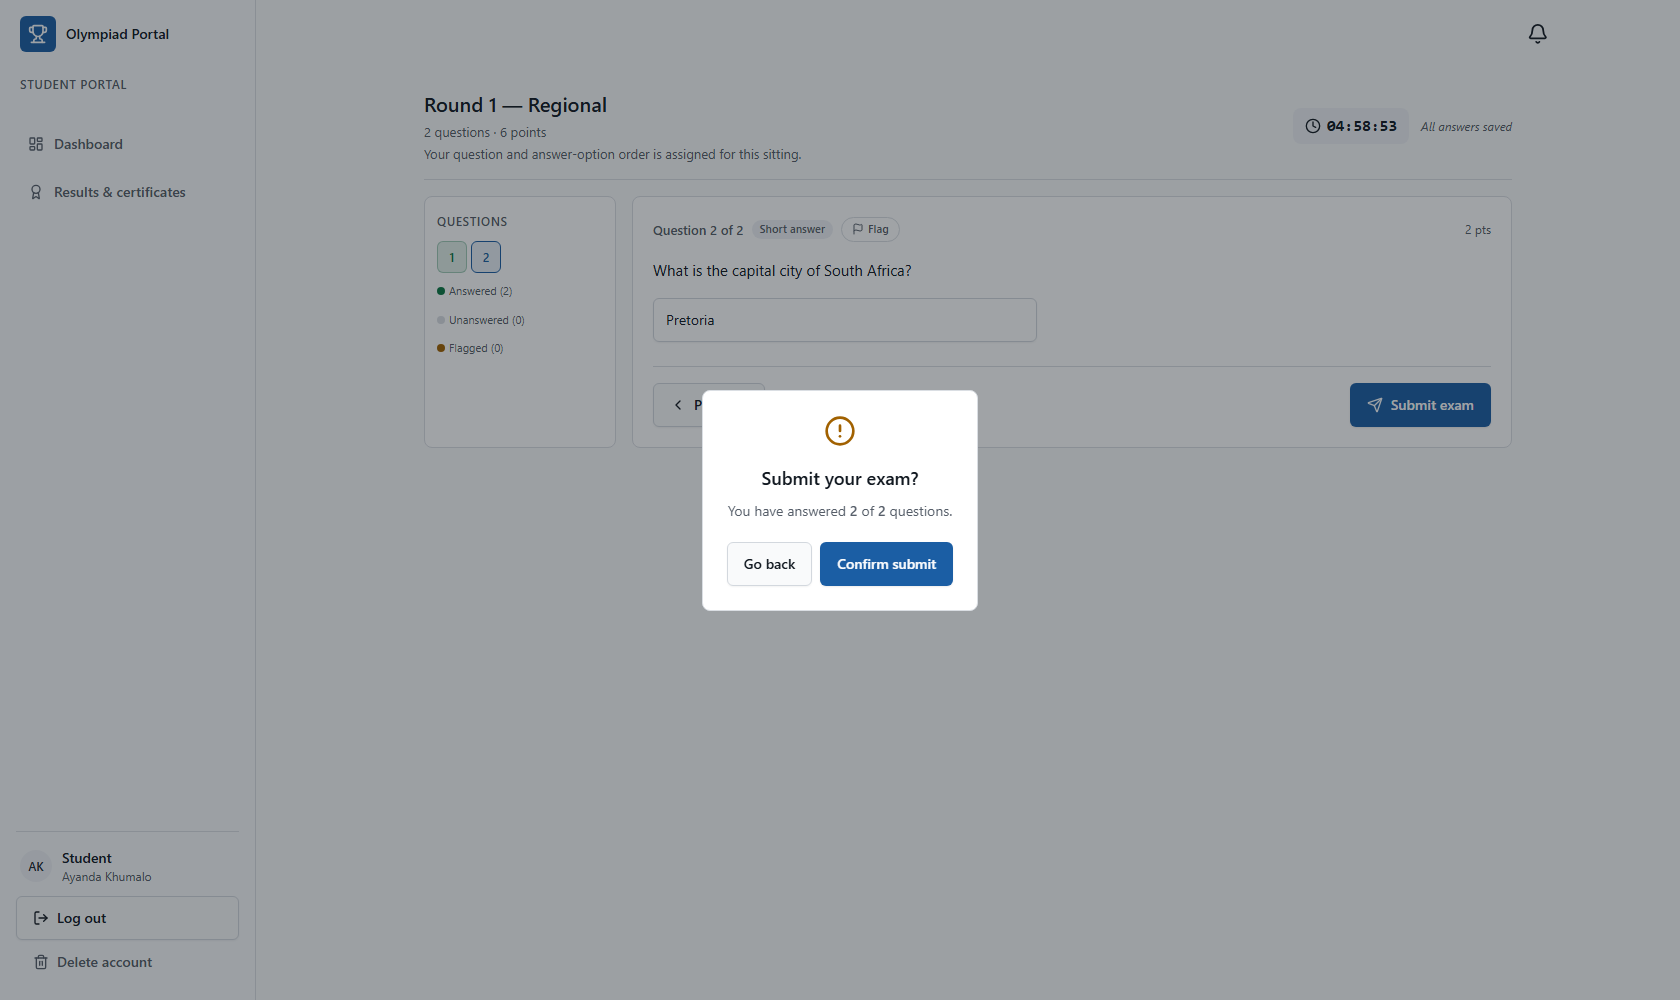 Olympiad Portal
STUDENT PORTAL
Dashboard
Results & certificates
Round 1 — Regional
2 questions · 6 points
Your question and answer-option order is assigned for this sitting.
04:58:53
All answers saved
QUESTIONS
1
2
Answered (2)
Unanswered (0)
Flagged (0)
Question 2 of 2
Short answer
Flag
2 pts
What is the capital city of South Africa?
Pretoria
P
Submit exam
Submit your exam?
You have answered 2 of 2 questions.
Go back
Confirm submit
AK
Student
Ayanda Khumalo
Log out
Delete account